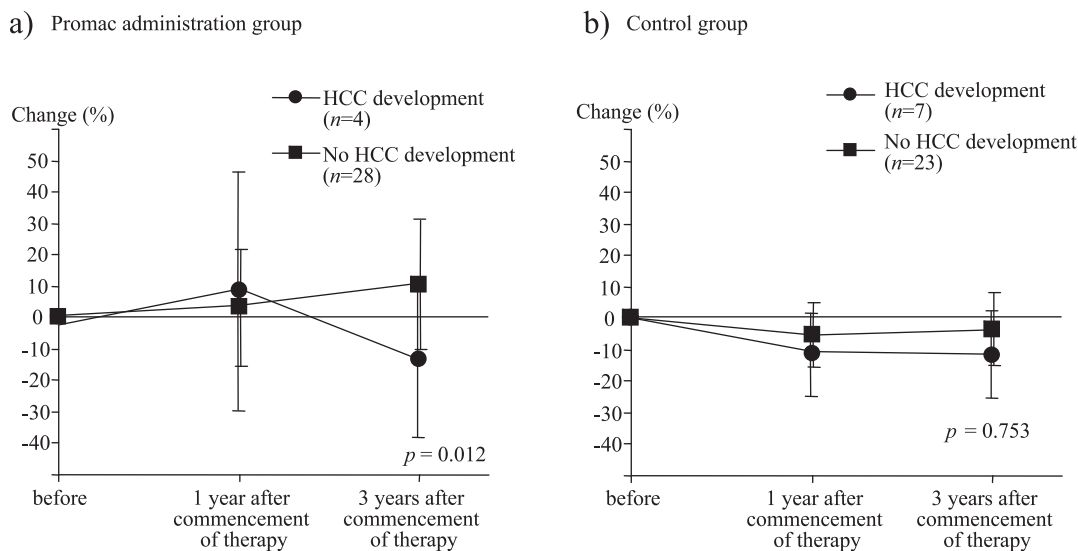 a) Promac administration group
Change (%)
HCC development
(n=4)
No HCC development
(n=28)
50
40
30
20
10
0
-10
-20
-30
-40
p = 0.012
before
1 year after
commencement
of therapy
3 years after
commencement
of therapy
b) Control group
Change (%)
HCC development
(n=7)
No HCC development
(n=23)
50
40
30
20
10
0
-10
-20
-30
-40
p = 0.753
before
1 year after
commencement
of therapy
3 years after
commencement
of therapy